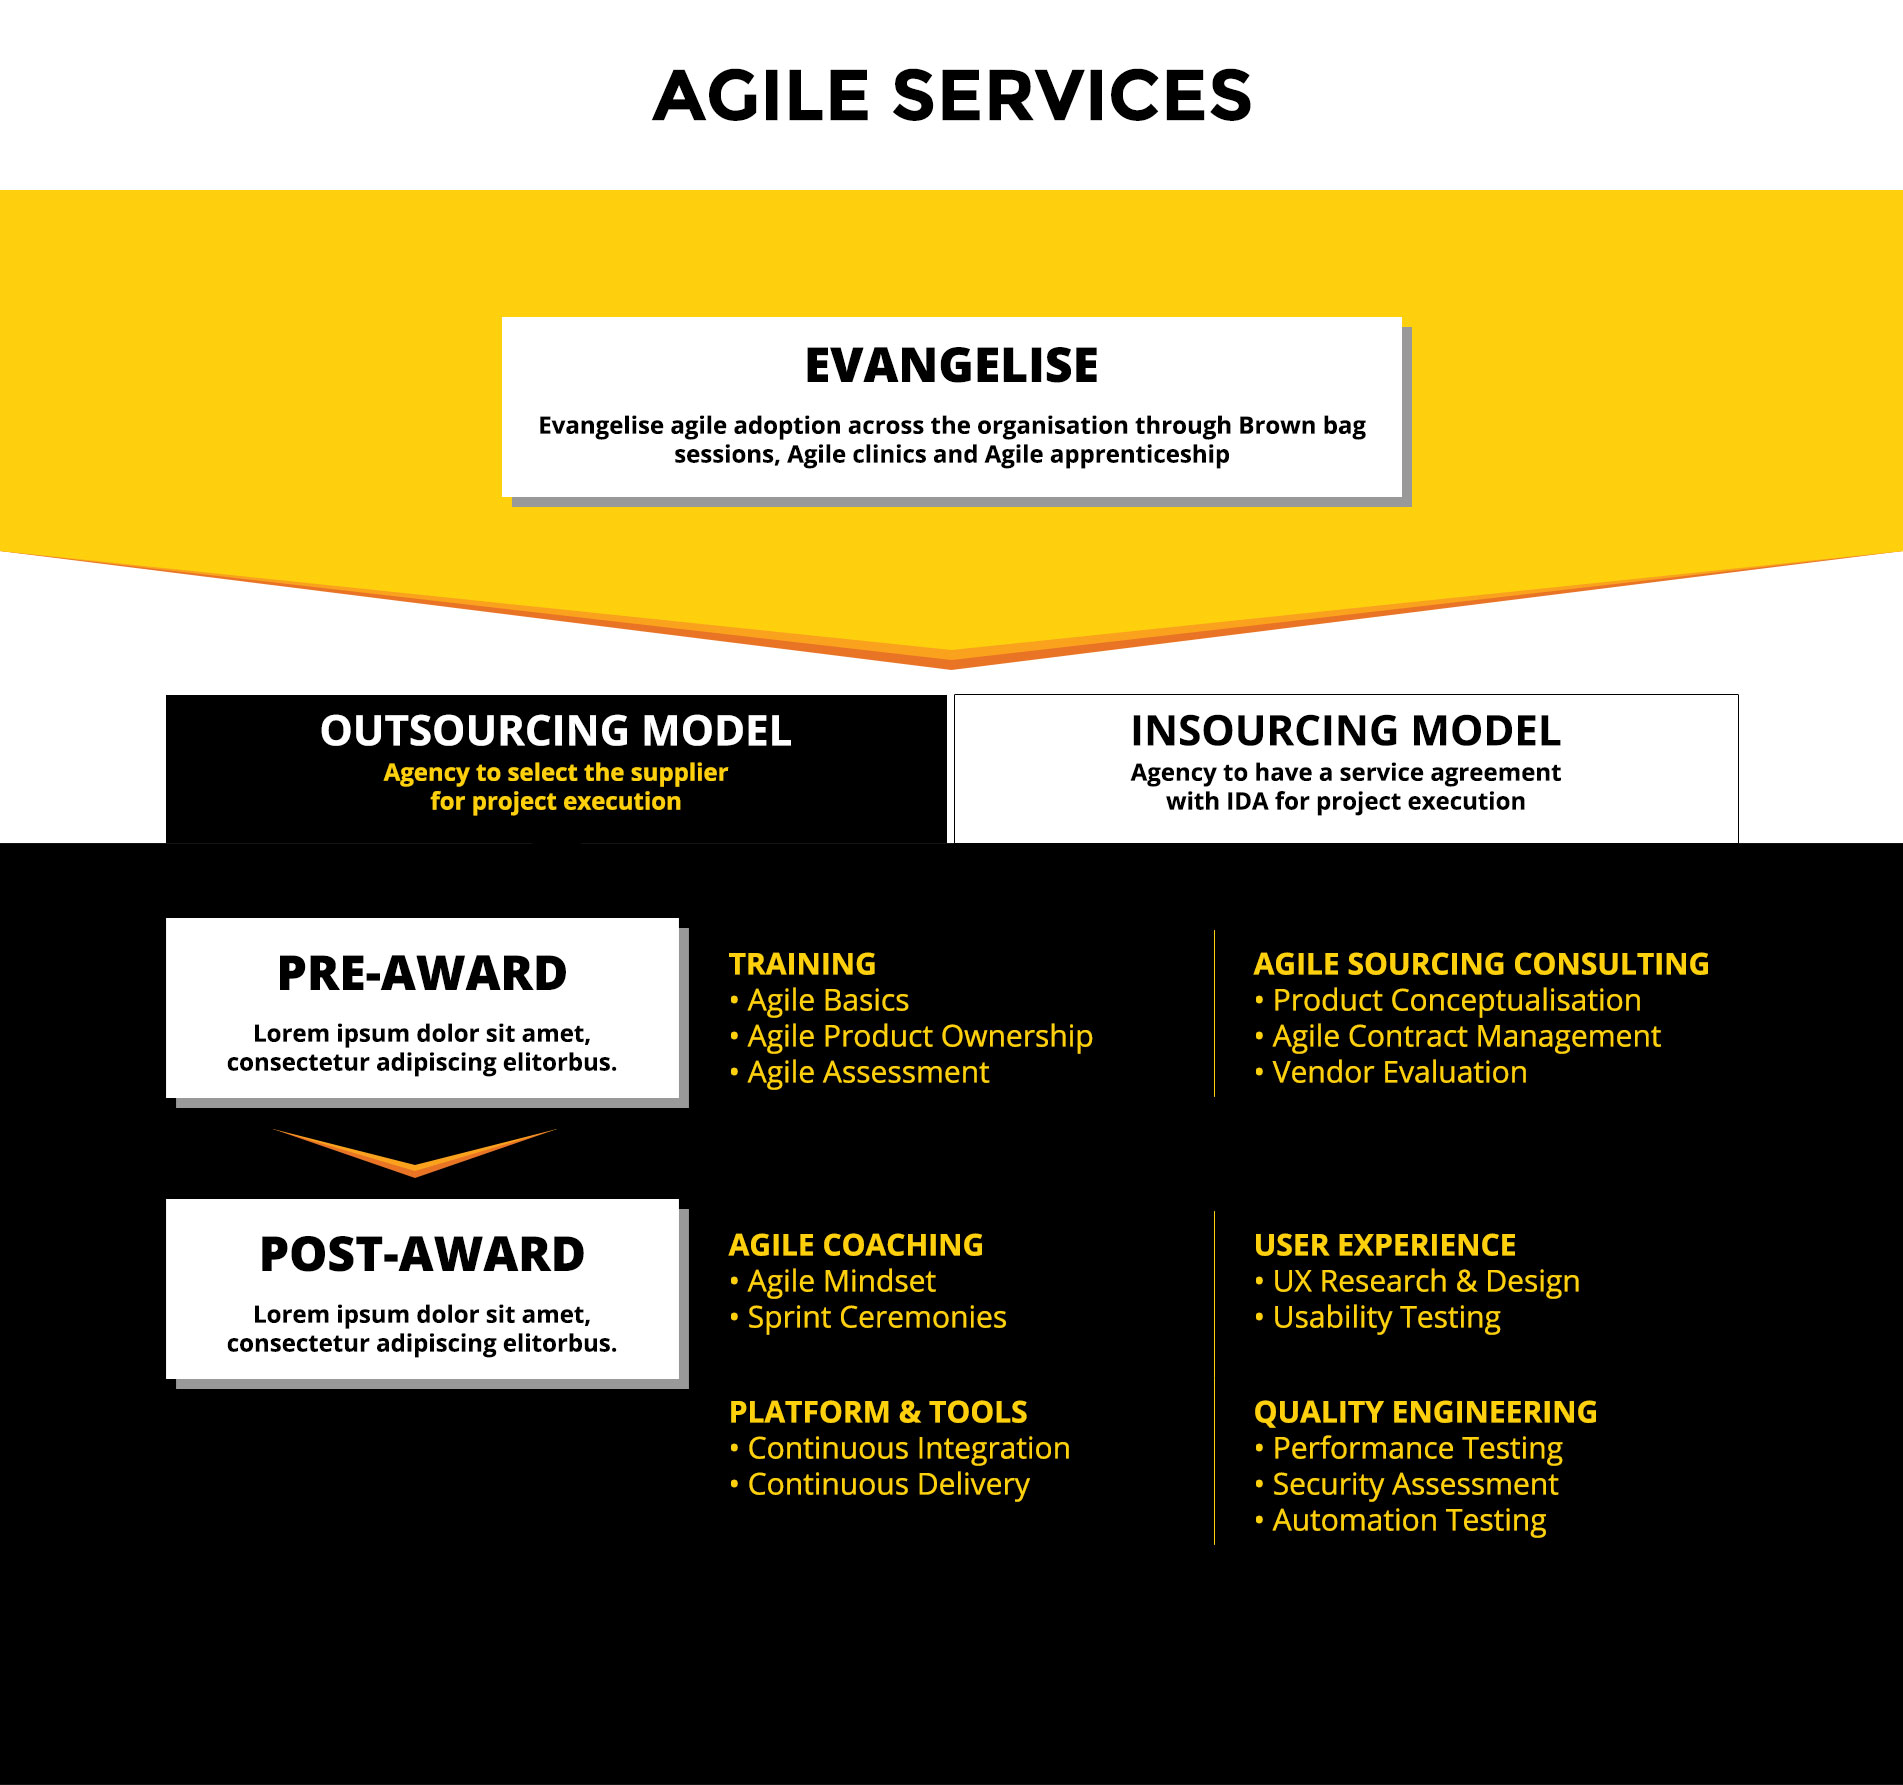 AGILE SERVICES
EVANGELISE
Evangelise agile adoption across the organisation through Brown bag
sessions, Agile clinics and Agile apprenticeship
OUTSOURCING MODEL
Agency to select the supplier
for project execution
INSOURCING MODEL
Agency to have a service agreement
with IDA for project execution
PRE-AWARD
Lorem ipsum dolor sit amet,
consectetur adipiscing elitorbus.
TRAINING
• Agile Basics
• Agile Product Ownership
• Agile Assessment
AGILE SOURCING CONSULTING
• Product Conceptualisation
• Agile Contract Management
• Vendor Evaluation
POST-AWARD
Lorem ipsum dolor sit amet,
consectetur adipiscing elitorbus.
AGILE COACHING
• Agile Mindset
• Sprint Ceremonies
USER EXPERIENCE
• UX Research & Design
• Usability Testing
PLATFORM & TOOLS
• Continuous Integration
• Continuous Delivery
QUALITY ENGINEERING
• Performance Testing
• Security Assessment
• Automation Testing